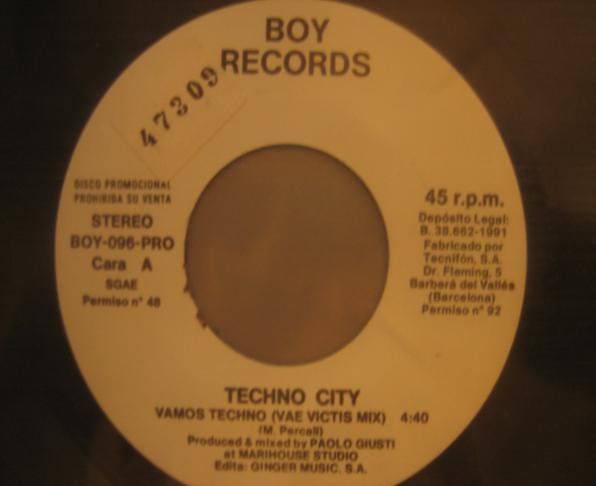 BOY
RECORDS
47309
DISCO PROMOCIONAL
PROHIBIDA SU VENTA
STEREO
BOY-096-PRO
Cara A
SGAE
Permiso n° 48
45 r.p.m.
Depósito Legal:
B. 38.662-1991
Fabricado por
Tecnifón, S.A.
Dr. Fleming, 5
Barberá del Vallés
(Barcelona)
Permiso n° 92
TECHNO CITY
VAMOS TECHNO (VAE VICTIS MIX) 4:40
(M. Percali)
Produced & mixed by PAOLO GIUSTI
at MARIHOUSE STUDIO
Edita: GINGER MUSIC, S.A.